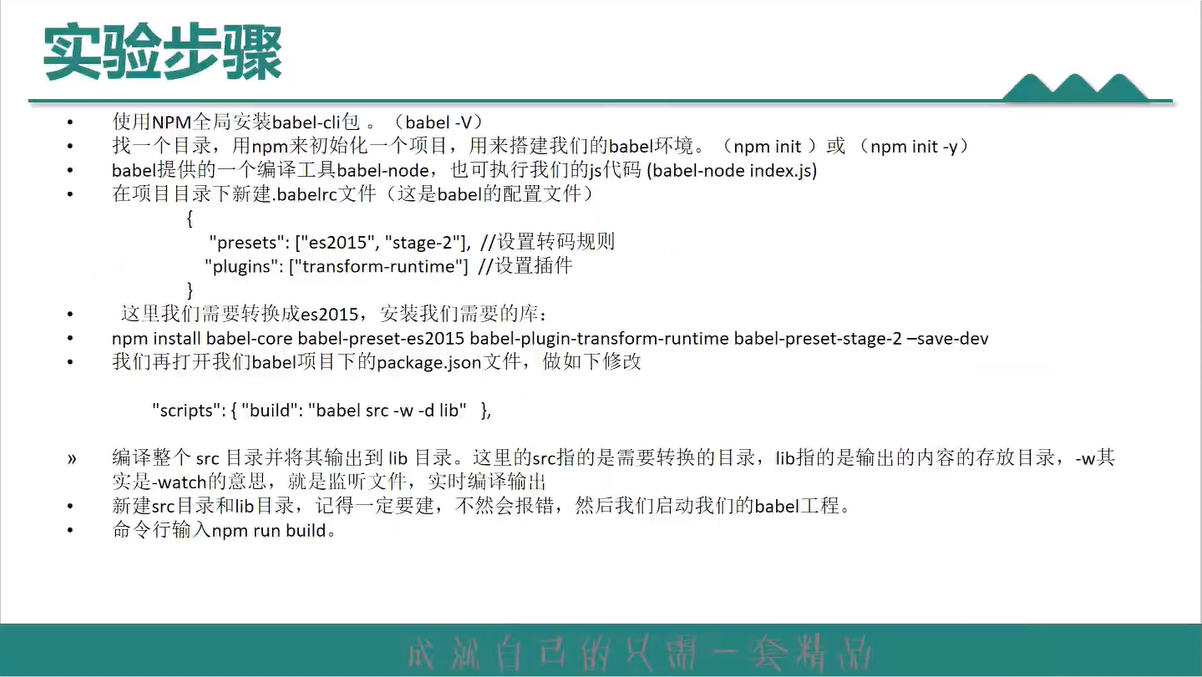 实验步骤
• 使用NPM全局安装babel-cli包 。（babel -V）
• 找一个目录，用npm来初始化一个项目，用来搭建我们的babel环境。（npm init ）或 （npm init -y）
• babel提供的一个编译工具babel-node，也可执行我们的js代码 (babel-node index.js)
• 在项目目录下新建.babelrc文件（这是babel的配置文件）
{
"presets": ["es2015", "stage-2"], //设置转码规则
"plugins": ["transform-runtime"] //设置插件
}
• 这里我们需要转换成es2015，安装我们需要的库：
• npm install babel-core babel-preset-es2015 babel-plugin-transform-runtime babel-preset-stage-2 –save-dev
• 我们再打开我们babel项目下的package.json文件，做如下修改
"scripts": { "build": "babel src -w -d lib" },
» 编译整个 src 目录并将其输出到 lib 目录。这里的src指的是需要转换的目录，lib指的是输出的内容的存放目录，-w其
实是-watch的意思，就是监听文件，实时编译输出
• 新建src目录和lib目录，记得一定要建，不然会报错，然后我们启动我们的babel工程。
• 命令行输入npm run build。
成就自己的只需一套精品